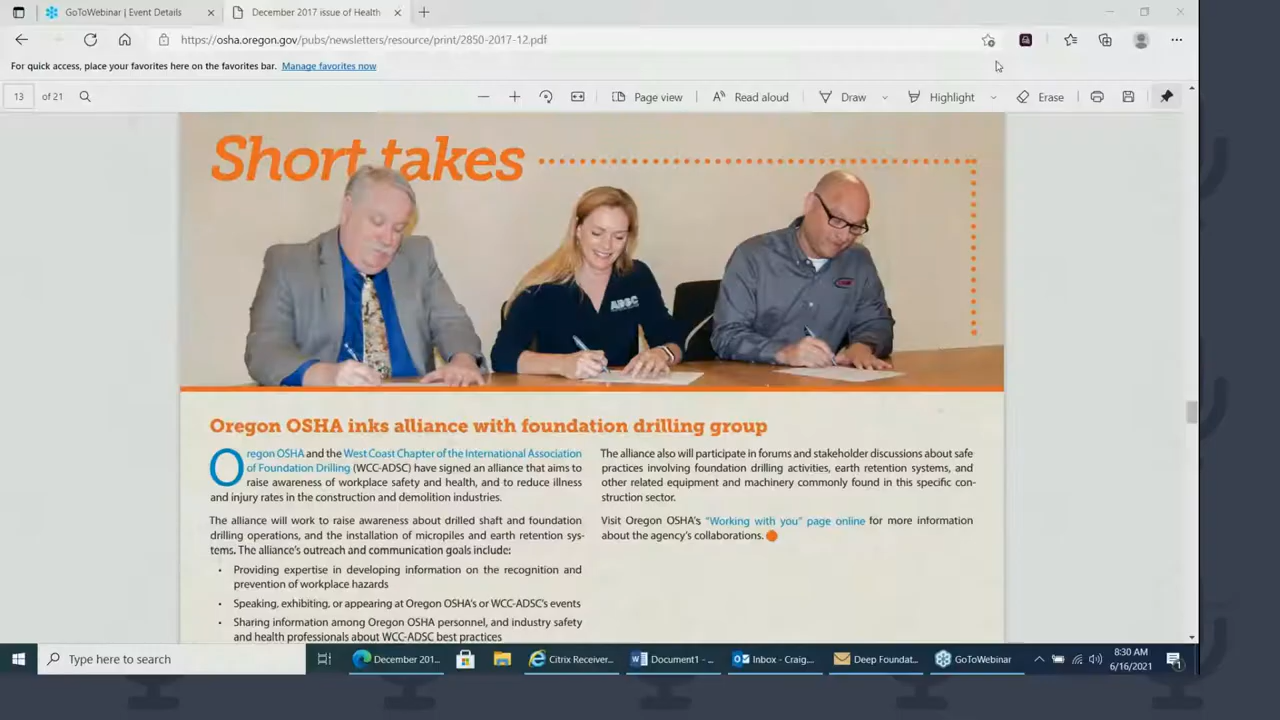 GoToWebinar | Event Details
December 2017 issue of Health
https://osha.oregon.gov/pubs/newsletters/resource/print/2850-2017-12.pdf
For quick access, place your favorites here on the favorites bar. Manage favorites now
13 of 21
Page view
Read aloud
Draw
Highlight
Erase
Short takes
ADSC
Oregon OSHA inks alliance with foundation drilling group
Oregon OSHA and the West Coast Chapter of the International Association
of Foundation Drilling (WCC-ADSC) have signed an alliance that aims to
raise awareness of workplace safety and health, and to reduce illness
and injury rates in the construction and demolition industries.
The alliance will work to raise awareness about drilled shaft and foundation
drilling operations, and the installation of micropiles and earth retention sys-
tems. The alliance's outreach and communication goals include:
• Providing expertise in developing information on the recognition and
prevention of workplace hazards
• Speaking, exhibiting, or appearing at Oregon OSHA's or WCC-ADSC's events
• Sharing information among Oregon OSHA personnel, and industry safety
and health professionals about WCC-ADSC best practices
The alliance also will participate in forums and stakeholder discussions about safe
practices involving foundation drilling activities, earth retention systems, and
other related equipment and machinery commonly found in this specific con-
struction sector.
Visit Oregon OSHA's "Working with you" page online for more information
about the agency's collaborations.
Type here to search
December 201...
Citrix Receiver...
Document1 - ...
Inbox - Craig....
Deep Foundat...
GoToWebinar
8:30 AM
6/16/2021
1